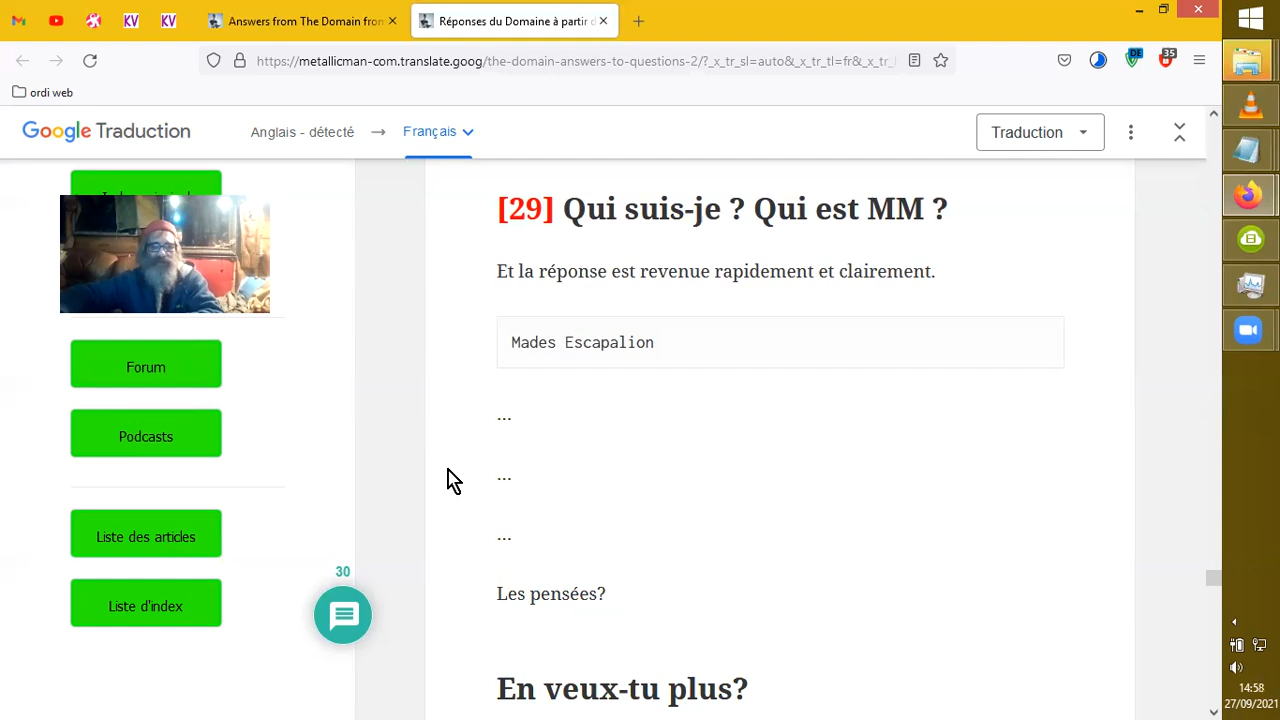 Answers from The Domain fron
Réponses du Domaine à partir d
https://metallicman-com.translate.goog/the-domain-answers-to-questions-2/?_x_tr_sl=auto&_x_tr_tl=fr&_x_tr_l
DE
35
ordi web
Google Traduction
Anglais - détecté
Français
Traduction
[29] Qui suis-je ? Qui est MM ?
Et la réponse est revenue rapidement et clairement.
Mades Escapalion
Forum
...
Podcasts
...
Liste des articles
...
30
Les pensées?
Liste d'index
En veux-tu plus?
14:58
27/09/2021